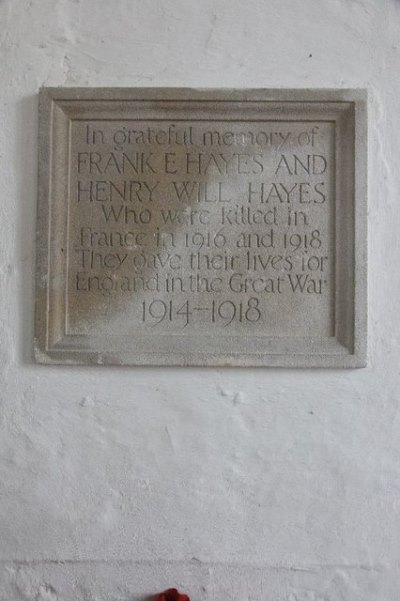 In grateful memory of
FRANK E HAYES AND
HENRY WILL HAYES
Who were killed in
France in 1916 and 1918
They gave their lives for
England in the Great War
1914-1918